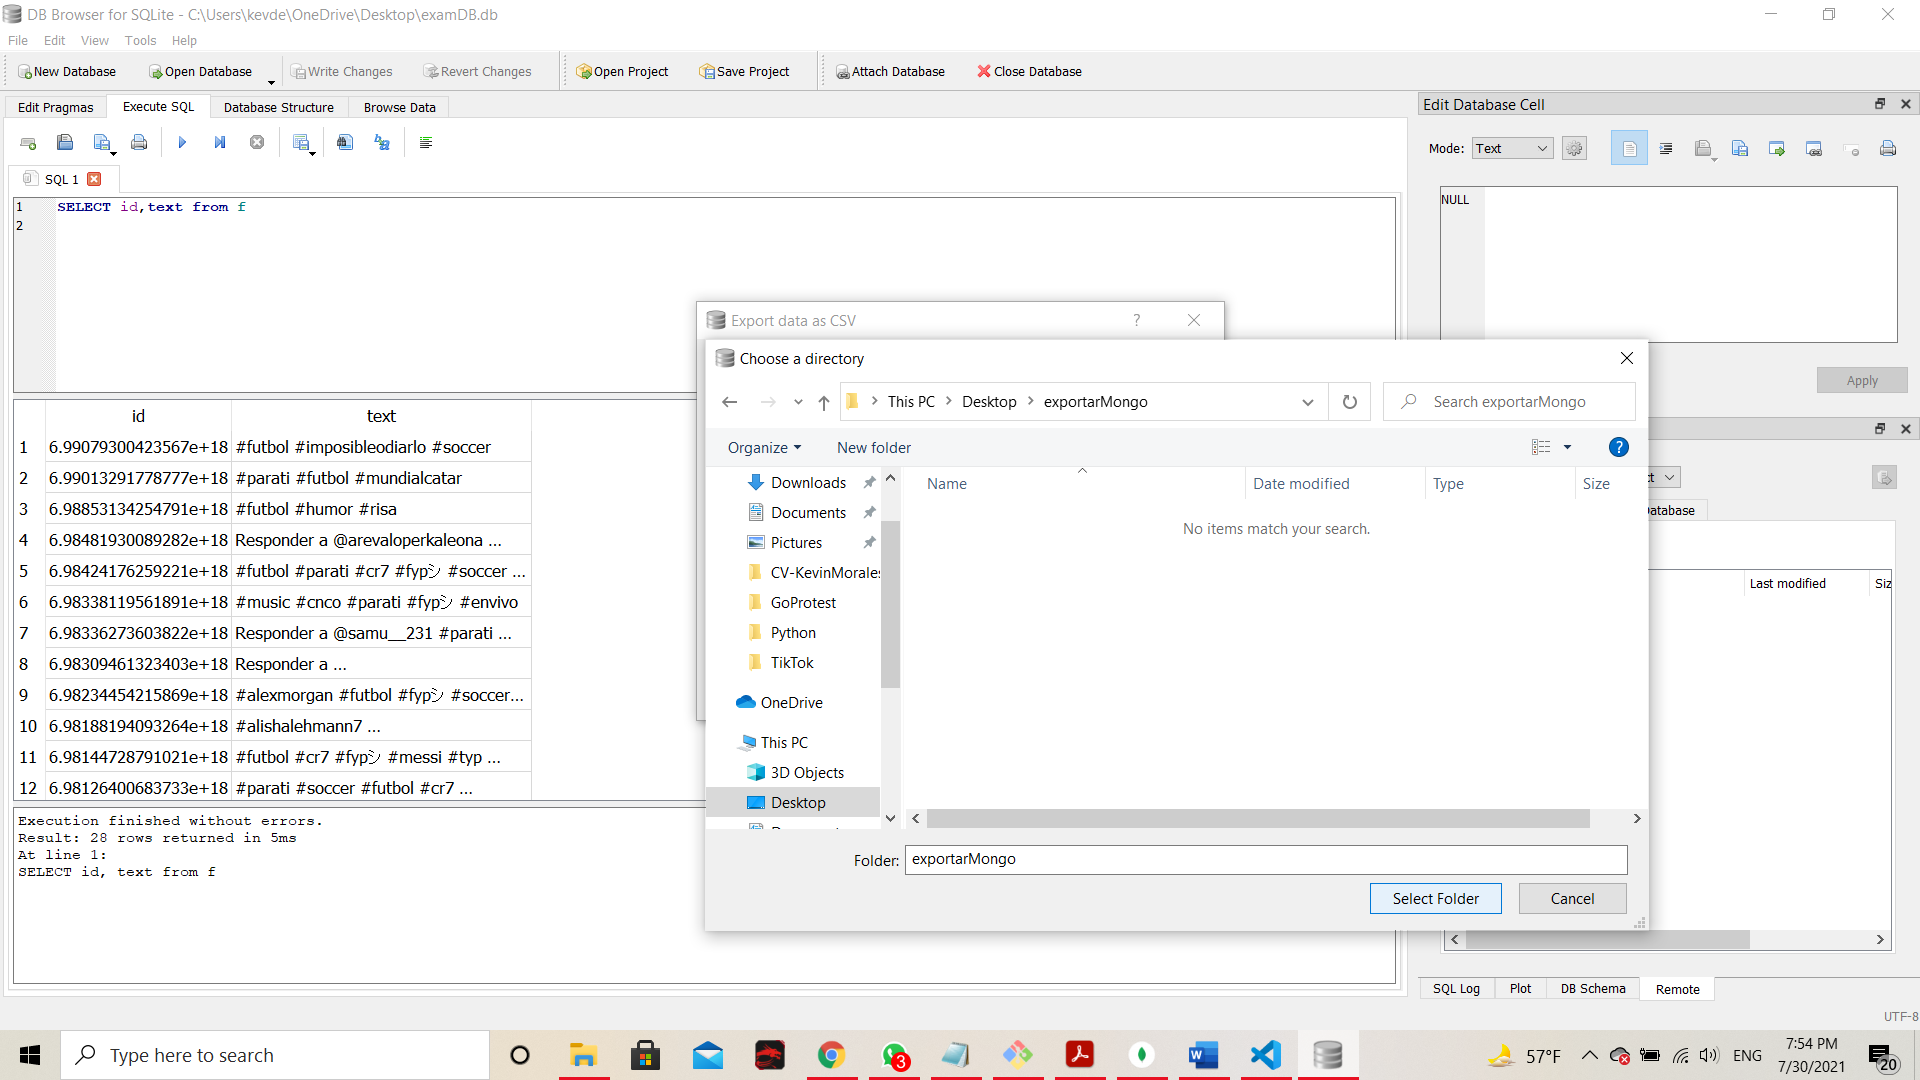 DB Browser for SQLite - C:\Users\kevde\OneDrive\Desktop\examDB.db
File Edit View Tools Help
New Database Open Database Write Changes Revert Changes Open Project Save Project Attach Database Close Database
Edit Pragmas Execute SQL Database Structure Browse Data
SQL 1
1 SELECT id,text from f
2
id text
1 6.99079300423567e+18 #futbol #imposibleodiarlo #soccer
2 6.99013291778777e+18 #parati #futbol #mundialcatar
3 6.98853134254791e+18 #futbol #humor #risa
4 6.98481930089282e+18 Responder a @arevaloperkaleona ...
5 6.98424176259221e+18 #futbol #parati #cr7 #fypシ #soccer ...
6 6.98338119561891e+18 #music #cnco #parati #fypシ #envivo
7 6.98336273603822e+18 Responder a @samu__231 #parati ...
8 6.98309461323403e+18 Responder a ...
9 6.98234454215869e+18 #alexmorgan #futbol #fypシ #soccer...
10 6.98188194093264e+18 #alishalehmann7 ...
11 6.98144728791021e+18 #futbol #cr7 #fypシ #messi #typ ...
12 6.98126400683733e+18 #parati #soccer #futbol #cr7 ...
Execution finished without errors.
Result: 28 rows returned in 5ms
At line 1:
SELECT id, text from f
Export data as CSV ?
Choose a directory
This PC > Desktop > exportarMongo
Search exportarMongo
Organize New folder
Name Date modified Type Size
No items match your search.
Downloads
Documents
Pictures
CV-KevinMorales
GoProtest
Python
TikTok
OneDrive
This PC
3D Objects
Desktop
Folder: exportarMongo
Select Folder Cancel
Edit Database Cell
Mode: Text
NULL
Apply
Last modified
SQL Log Plot DB Schema Remote
UTF-8
Type here to search
3
57°F
ENG
7:54 PM
7/30/2021
20